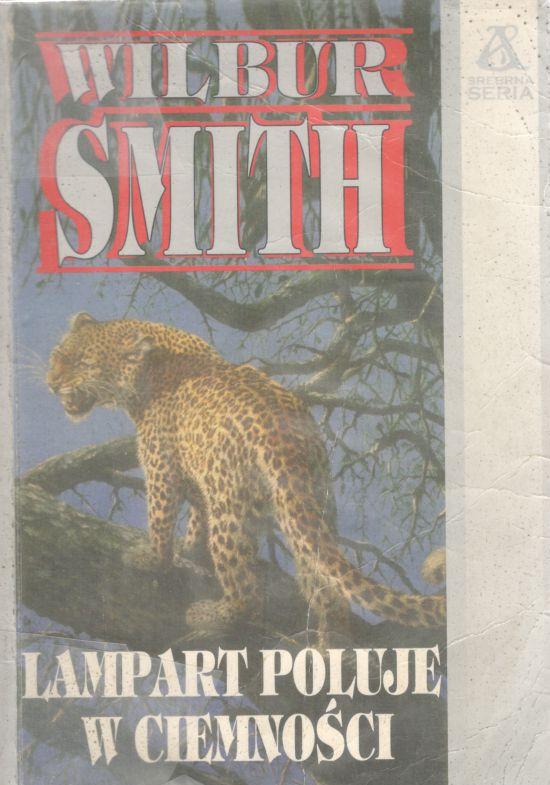 WILBUR
SMITH
SREBRNA
SERIA
LAMPART POLUJE
W CIEMNOŚCI